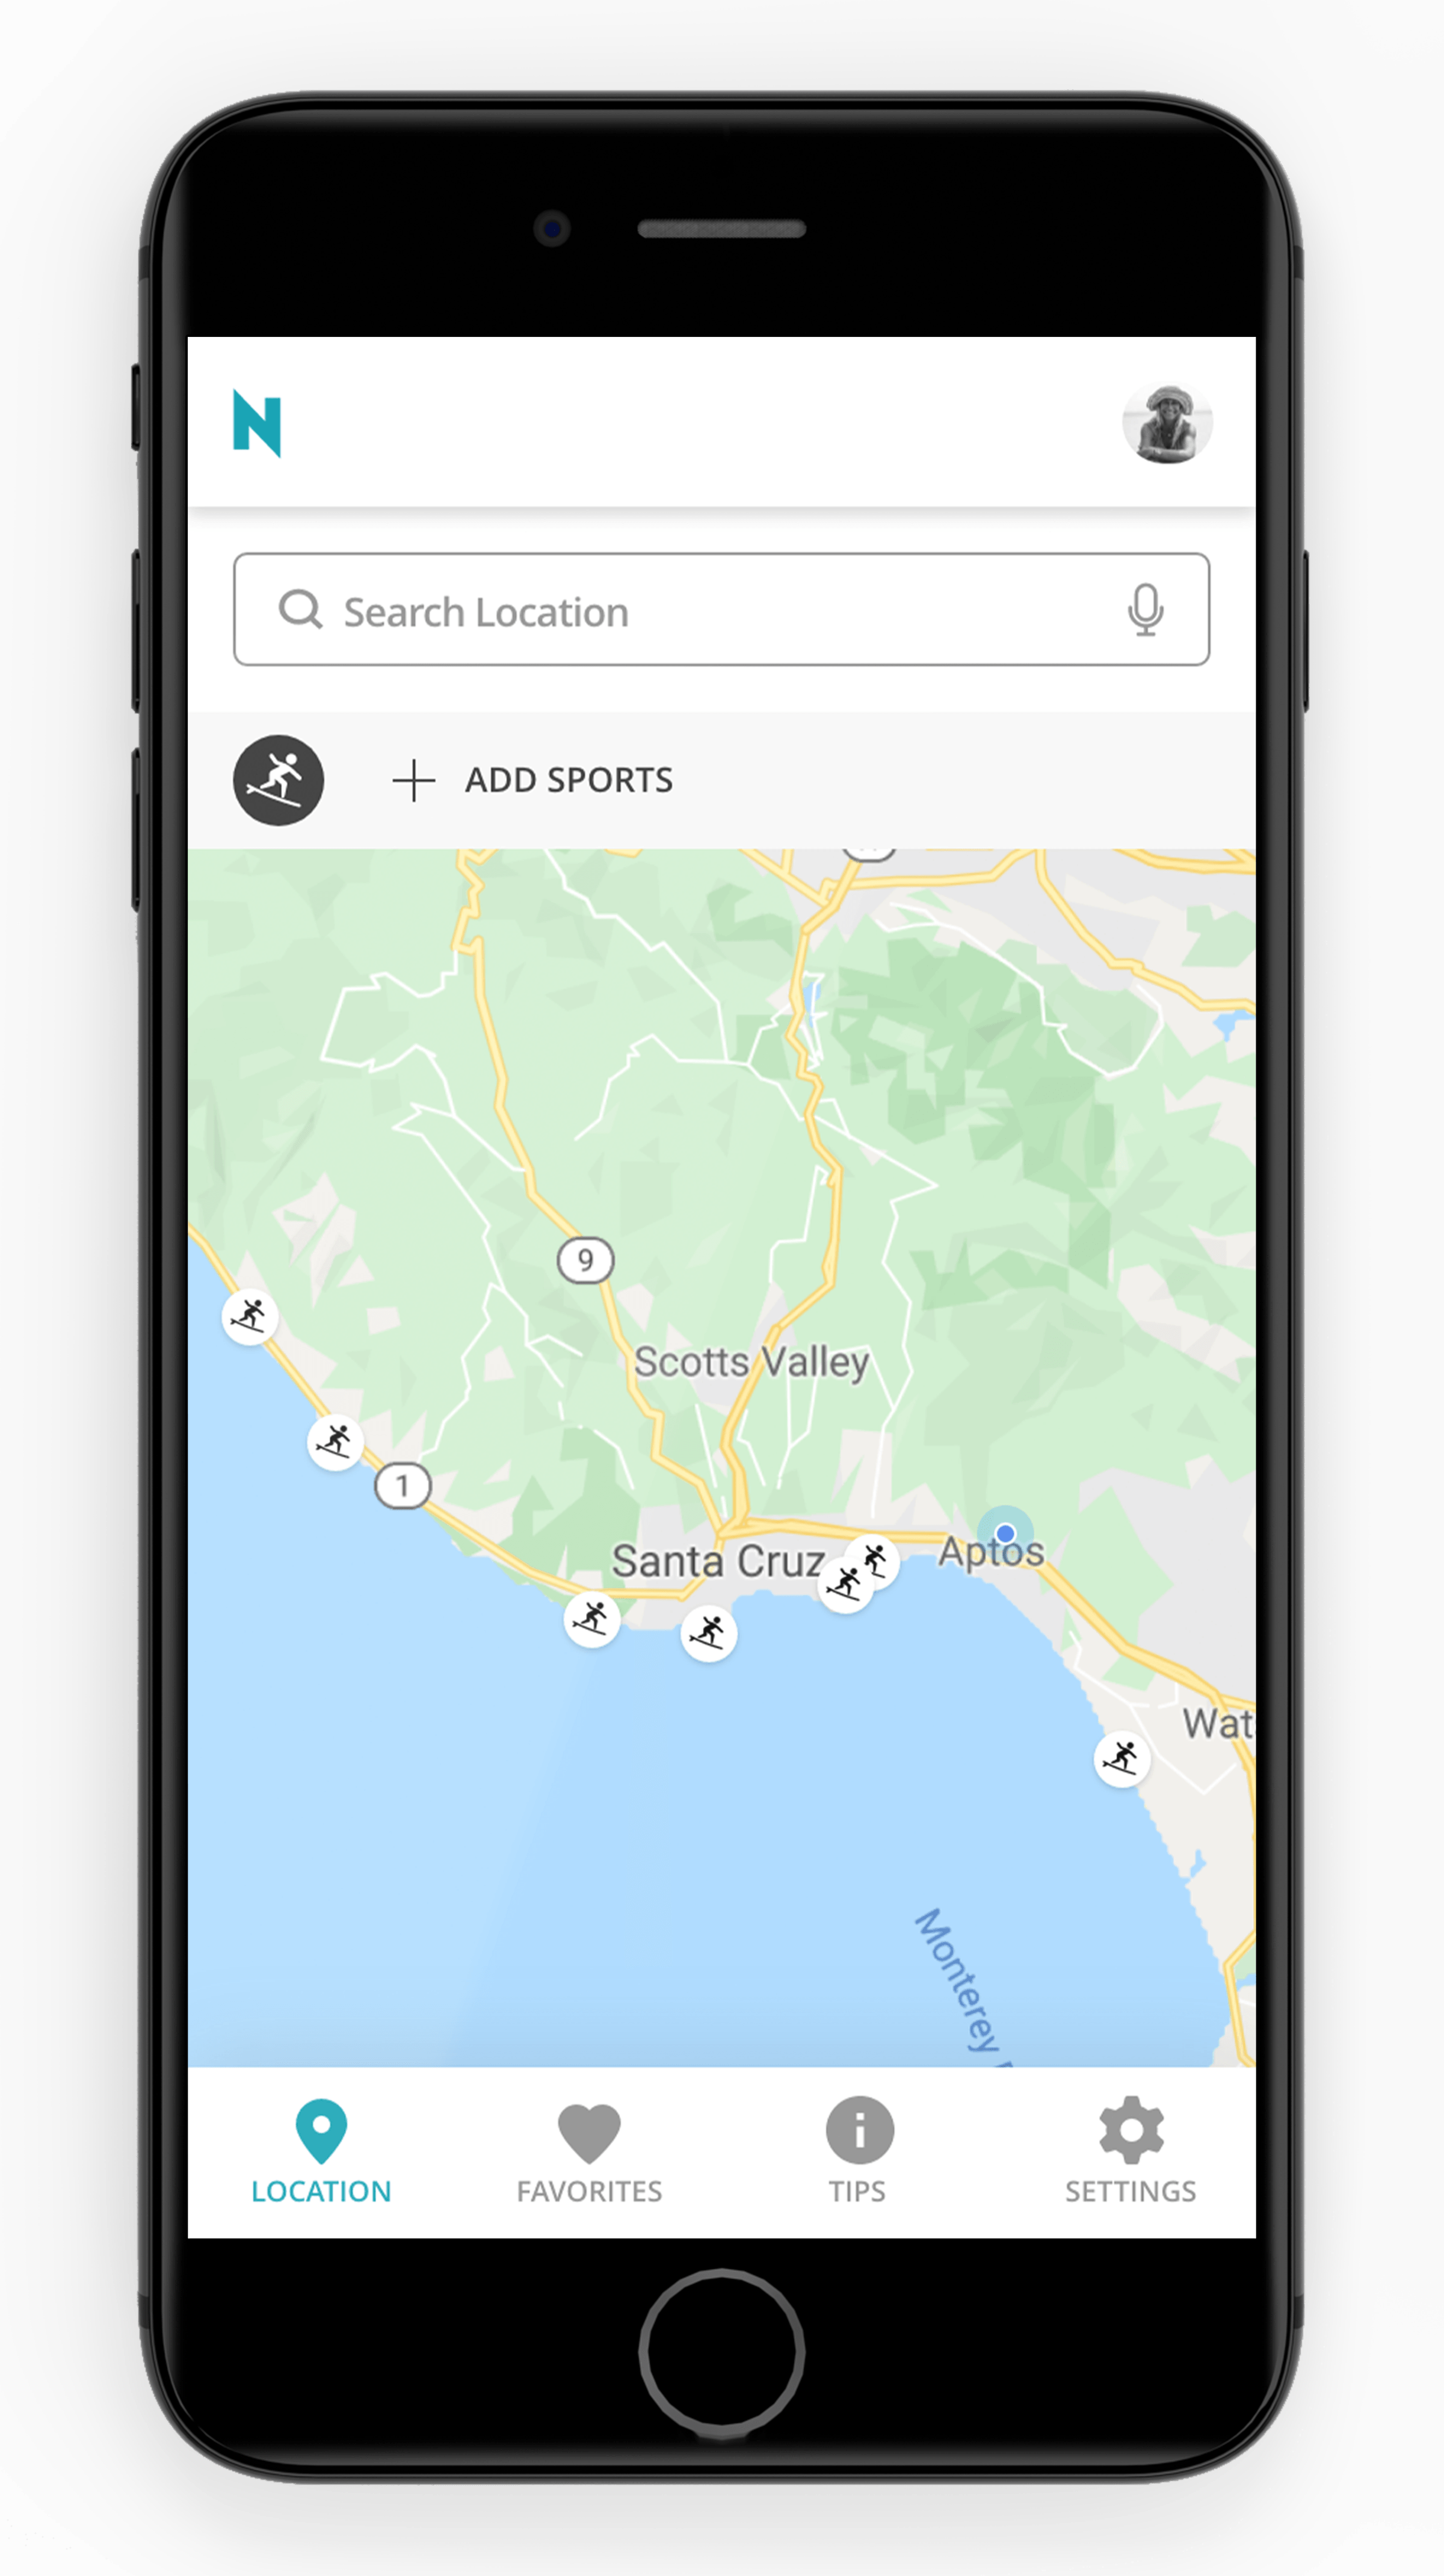 N
Search Location
ADD SPORTS
9
Scotts Valley
1
Santa Cruz
Aptos
Wat
Monterey
LOCATION
FAVORITES
TIPS
SETTINGS